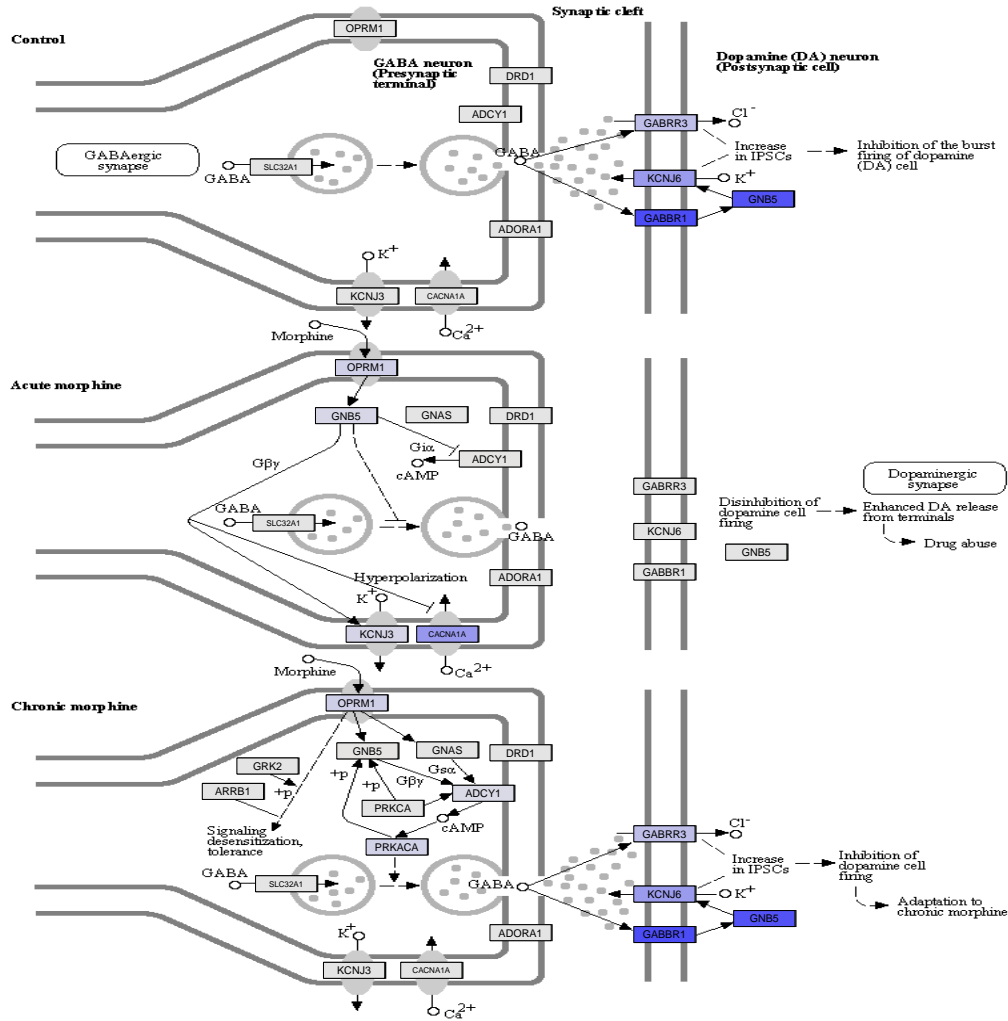 Synaptic cleft
Control
OPRM1
GABA neuron
(Presynaptic
terminal)
DRD1
Dopamine (DA) neuron
(Postsynaptic cell)
ADCY1
Cl⁻
GABRR3
GABAergic
synapse
SLC32A1
GABA
GABA
Increase
in IPSCs
Inhibition of the burst
firing of dopamine
(DA) cell
KCNJ6
K⁺
GNB5
GABBR1
ADORA1
K⁺
KCNJ3
CACNA1A
Morphine
Ca²⁺
Acute morphine
OPRM1
GNB5
GNAS
DRD1
Giα
ADCY1
Gβγ
cAMP
GABRR3
Dopaminergic
synapse
GABA
SLC32A1
GABA
Disinhibition of
dopamine cell
firing
Enhanced DA release
from terminals
KCNJ6
GNB5
Drug abuse
GABBR1
Hyperpolarization
ADORA1
K⁺
KCNJ3
CACNA1A
Morphine
Ca²⁺
Chronic morphine
OPRM1
GNB5
GNAS
DRD1
GRK2
+p
+p
+p
Gβγ
Gsα
ARRB1
ADCY1
PRKCA
cAMP
Signaling
desensitization,
tolerance
PRKACA
Cl⁻
GABRR3
GABA
SLC32A1
GABA
Increase
in IPSCs
Inhibition of
dopamine cell
firing
KCNJ6
K⁺
GNB5
Adaptation to
chronic morphine
GABBR1
ADORA1
K⁺
KCNJ3
CACNA1A
Ca²⁺